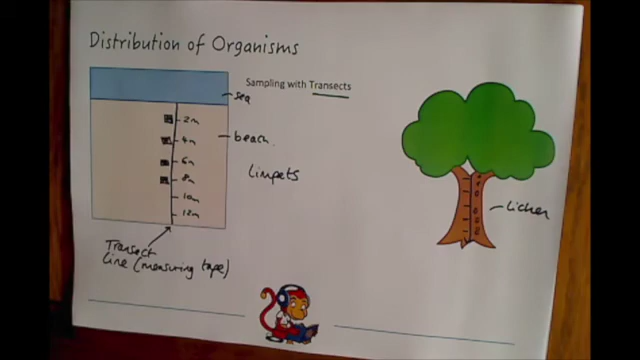 Distribution of Organisms
Sampling with Transects
sea
2m
beach
4m
6m
Limpets
8m
10m
12m
Lichen
Transect
Line (measuring tape)